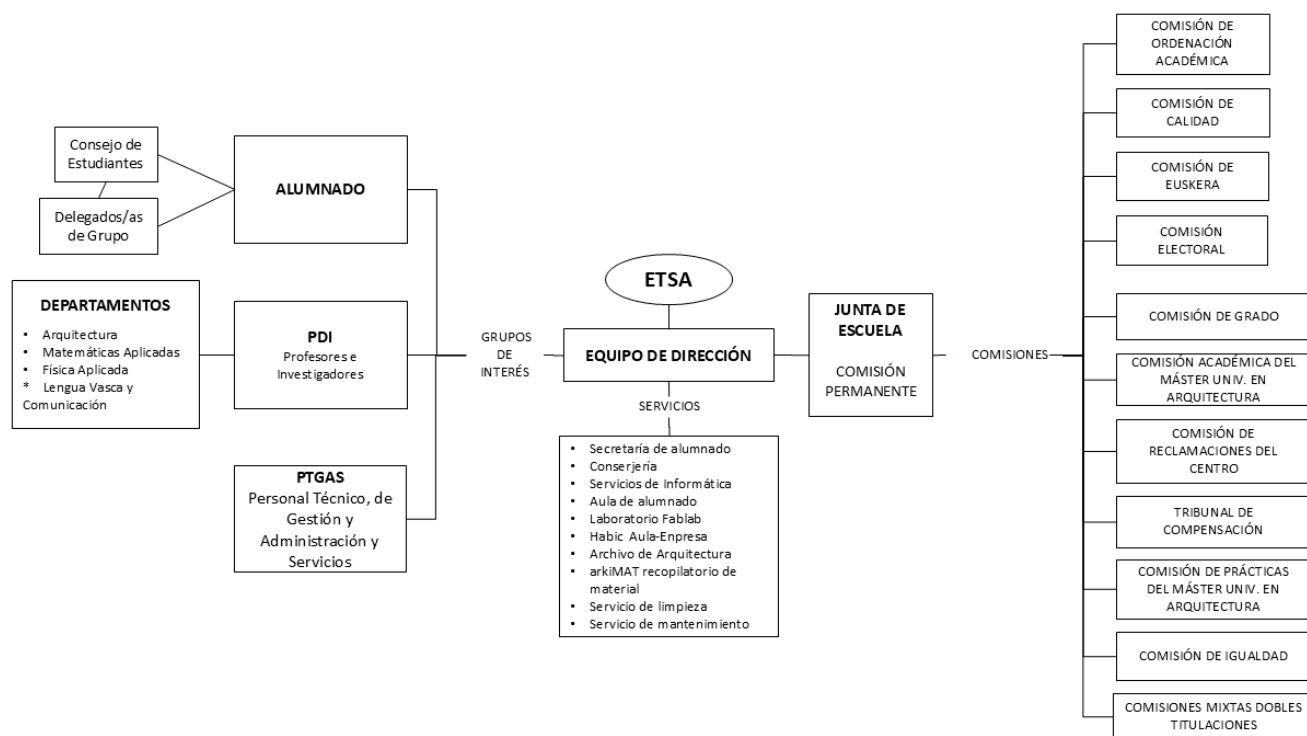 Consejo de
Estudiantes
Delegados/as
de Grupo
ALUMNADO
DEPARTAMENTOS
• Arquitectura
• Matemáticas Aplicadas
• Física Aplicada
* Lengua Vasca y
Comunicación
PDI
Profesores e
Investigadores
PTGAS
Personal Técnico, de
Gestión y
Administración y
Servicios
GRUPOS
DE
INTERÉS
ETSA
EQUIPO DE DIRECCIÓN
SERVICIOS
• Secretaría de alumnado
• Conserjería
• Servicios de Informática
• Aula de alumnado
• Laboratorio Fablab
• Habic Aula-Enpresa
• Archivo de Arquitectura
• arkiMAT recopilatorio de
material
• Servicio de limpieza
• Servicio de mantenimiento
JUNTA DE
ESCUELA
COMISIÓN
PERMANENTE
COMISIONES
COMISIÓN DE
ORDENACIÓN
ACADÉMICA
COMISIÓN DE
CALIDAD
COMISIÓN DE
EUSKERA
COMISIÓN
ELECTORAL
COMISIÓN DE GRADO
COMISIÓN ACADÉMICA DEL
MÁSTER UNIV. EN
ARQUITECTURA
COMISIÓN DE
RECLAMACIONES DEL
CENTRO
TRIBUNAL DE
COMPENSACIÓN
COMISIÓN DE PRÁCTICAS
DEL MÁSTER UNIV. EN
ARQUITECTURA
COMISIÓN DE IGUALDAD
COMISIONES MIXTAS DOBLES
TITULACIONES